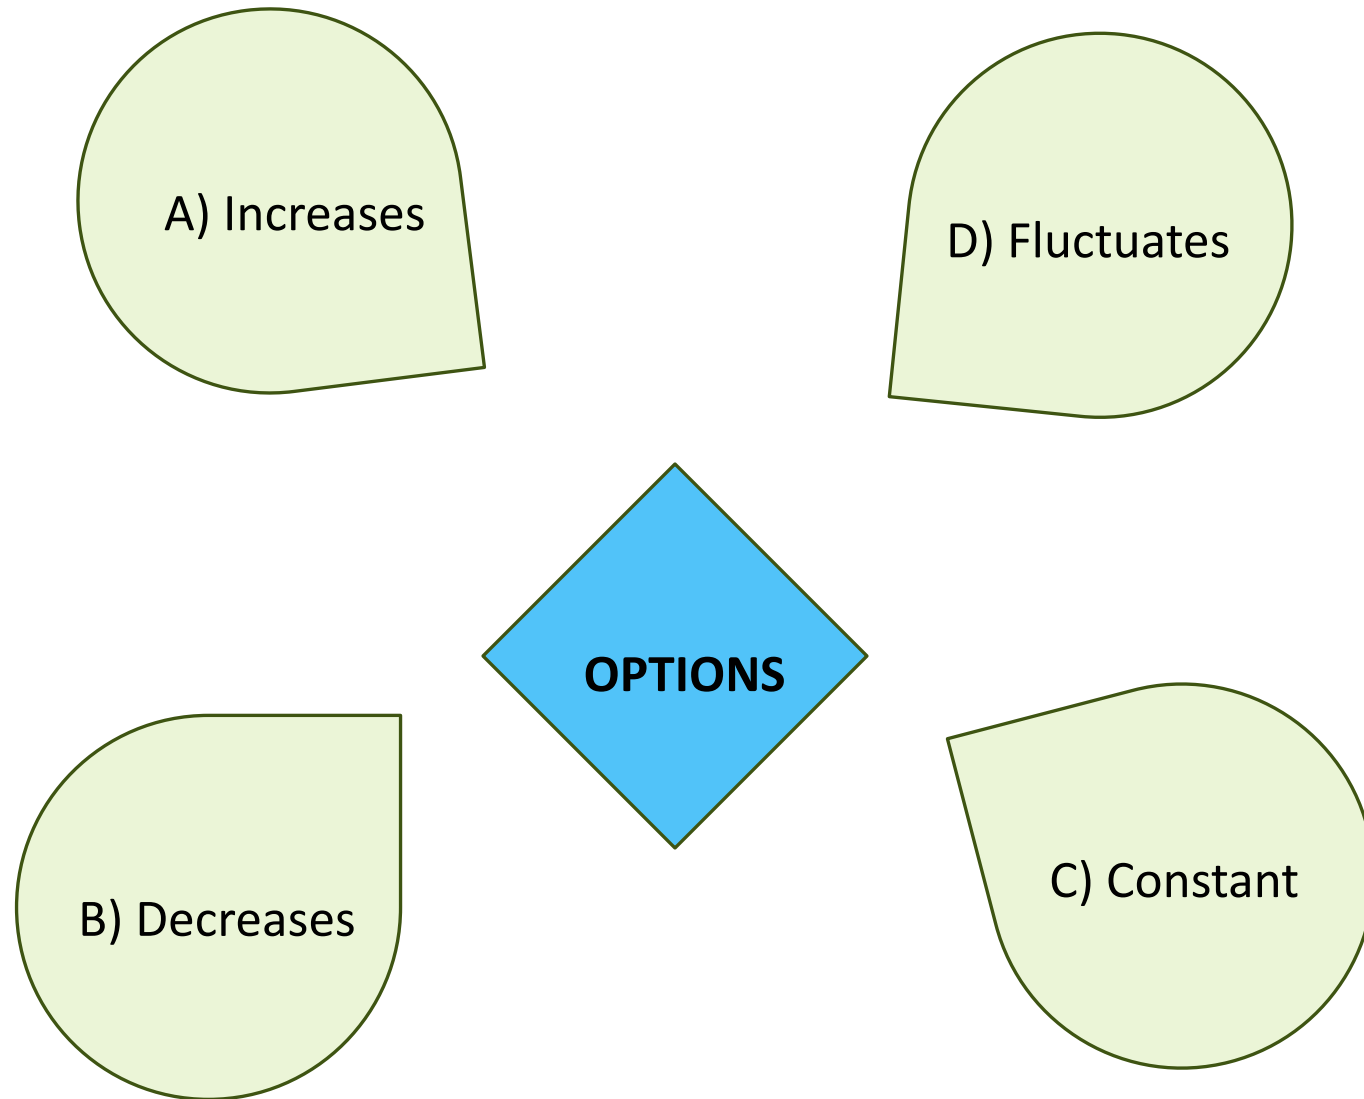 A) Increases
D) Fluctuates
OPTIONS
B) Decreases
C) Constant